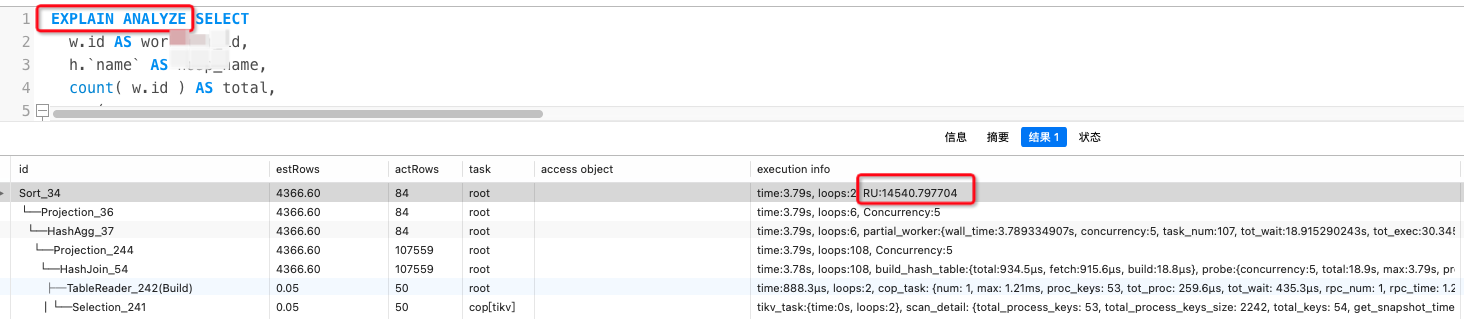 1 EXPLAIN ANALYZE SELECT
2 w.id AS wor d,
3 h.`name` AS _name,
4 count( w.id ) AS total,
5
信息 摘要 结果 1 状态
id estRows actRows task access object execution info
Sort_34 4366.60 84 root time:3.79s, loops:2, RU:14540.797704
└─Projection_36 4366.60 84 root time:3.79s, loops:6, Concurrency:5
└─HashAgg_37 4366.60 84 root time:3.79s, loops:6, partial_worker:{wall_time:3.789334907s, concurrency:5, task_num:107, tot_wait:18.915290243s, tot_exec:30.345
└─Projection_244 4366.60 107559 root time:3.79s, loops:108, Concurrency:5
└─HashJoin_54 4366.60 107559 root time:3.78s, loops:108, build_hash_table:{total:934.5µs, fetch:915.6µs, build:18.8µs}, probe:{concurrency:5, total:18.9s, max:3.79s, pr
├─TableReader_242(Build) 0.05 50 root time:888.3µs, loops:2, cop_task: {num: 1, max: 1.21ms, proc_keys: 53, tot_proc: 259.6µs, tot_wait: 435.3µs, rpc_num: 1, rpc_time: 1.2
│ └─Selection_241 0.05 50 cop[tikv] tikv_task:{time:0s, loops:2}, scan_detail: {total_process_keys: 53, total_process_keys_size: 2242, total_keys: 54, get_snapshot_time